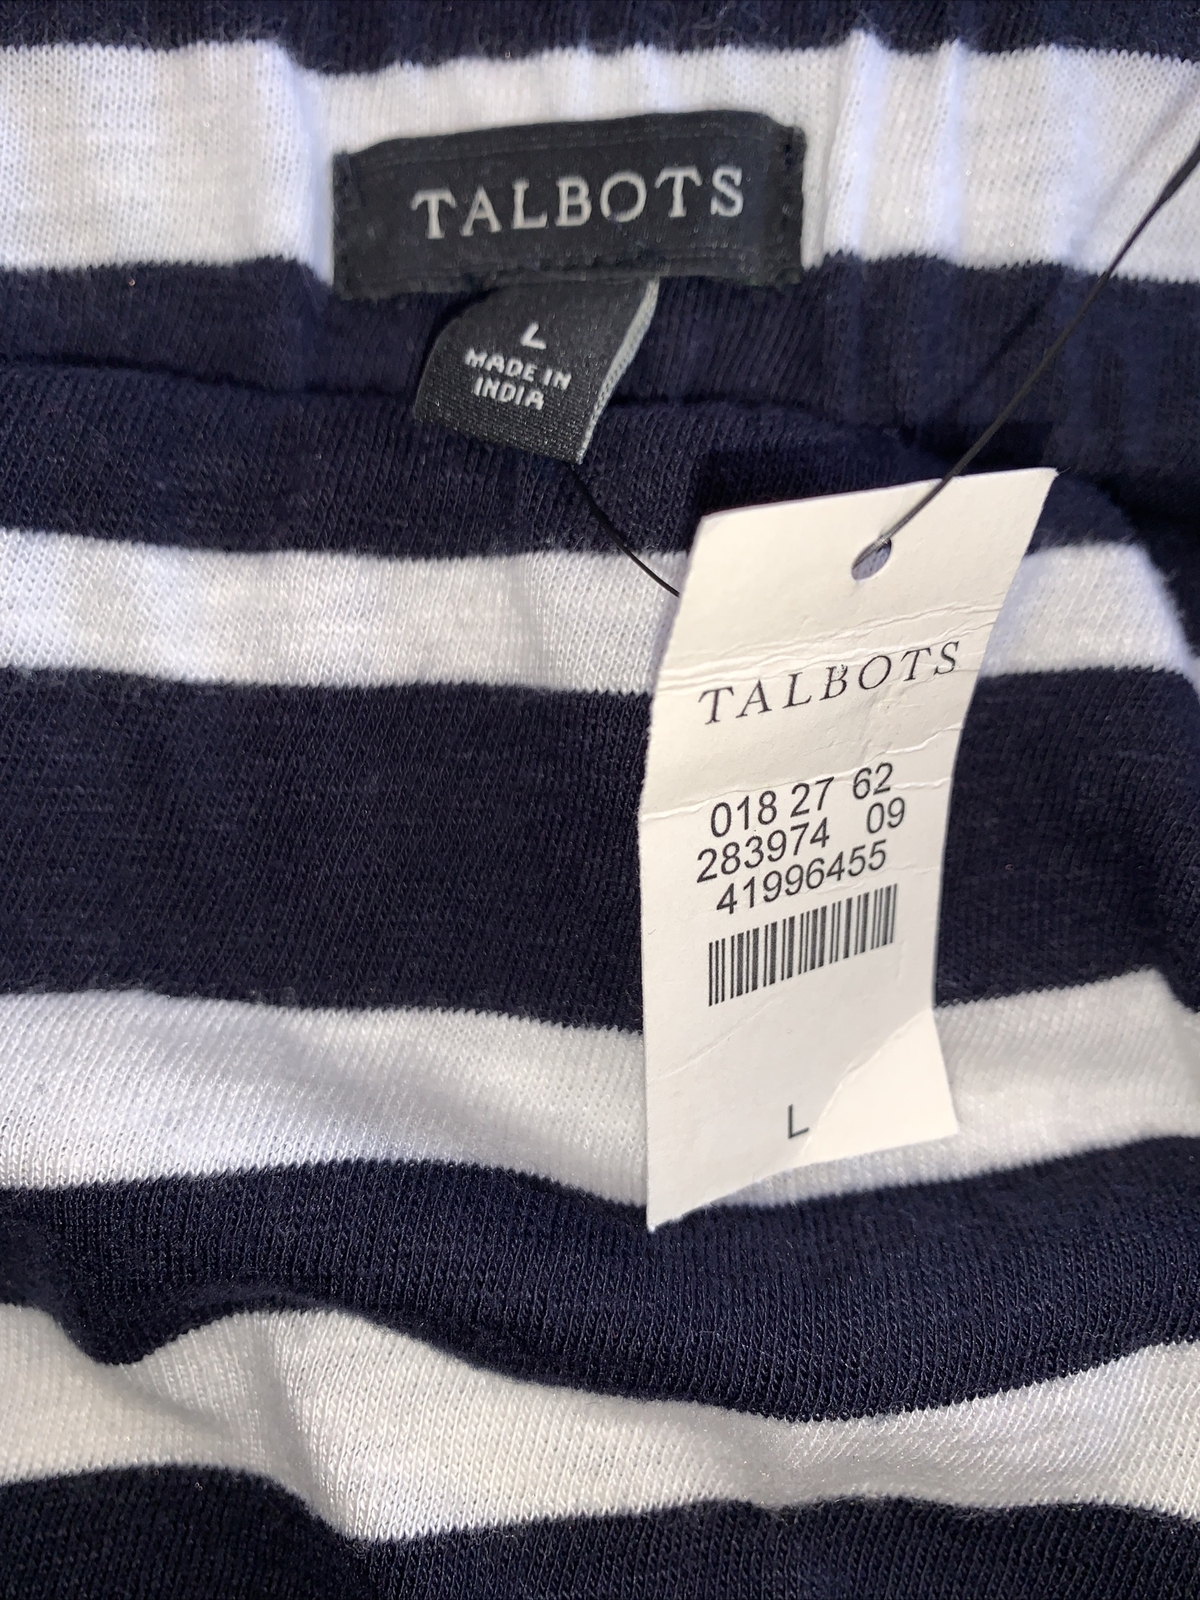 TALBOTS
L
MADE IN
INDIA
TALBOTS
018 27 62
283974 09
41996455
L